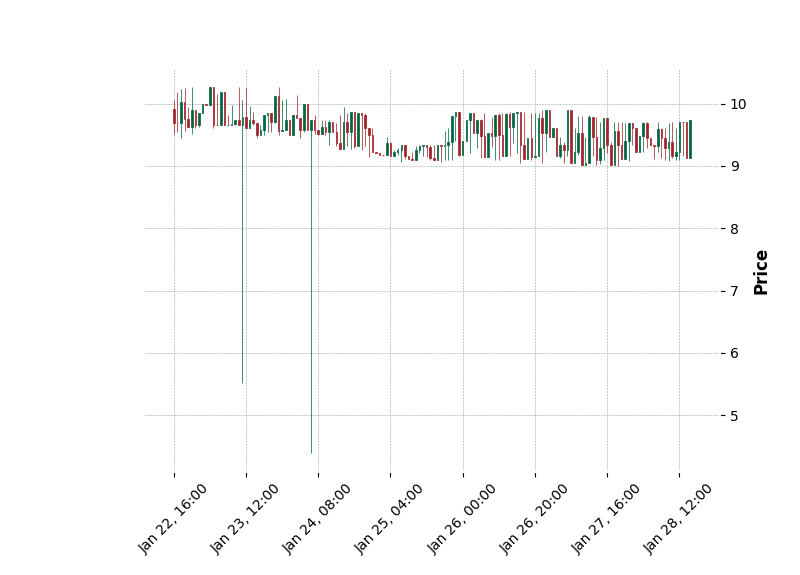 10
9
8
7
6
5
Price
Jan 22, 16:00
Jan 23, 12:00
Jan 24, 08:00
Jan 25, 04:00
Jan 26, 00:00
Jan 26, 20:00
Jan 27, 16:00
Jan 28, 12:00